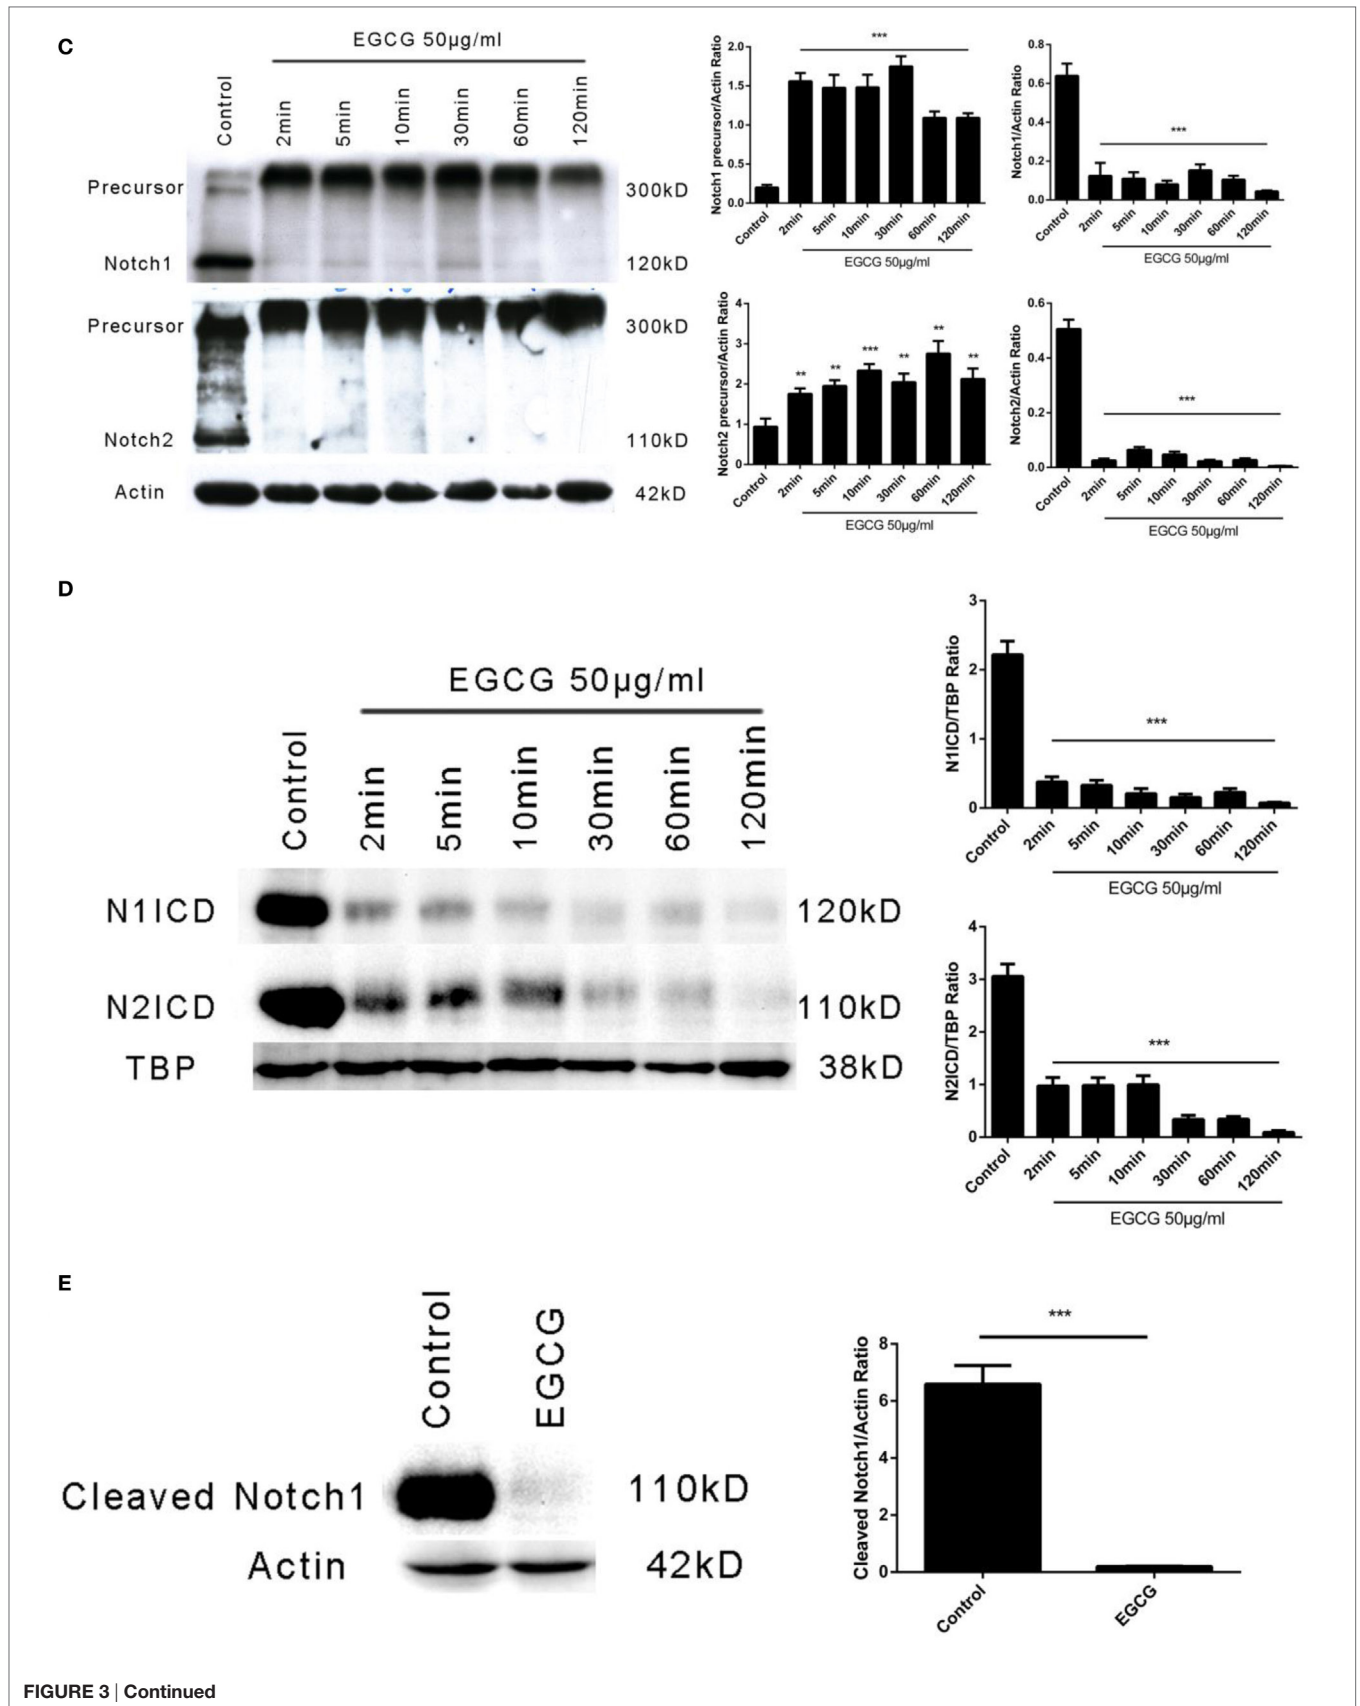 C
EGCG 50µg/ml
Control
2min
5min
10min
30min
60min
120min
Precursor
300kD
Notch1
120kD
Precursor
300kD
Notch2
110kD
Actin
42kD
Notch1 precursor/Actin Ratio
2.0
1.5
1.0
0.5
0.0
***
Control
2min
5min
10min
30min
60min
120min
EGCG 50µg/ml
Notch1/Actin Ratio
0.8
0.6
0.4
0.2
0.0
***
Control
2min
5min
10min
30min
60min
120min
EGCG 50µg/ml
Notch2 precursor/Actin Ratio
4
3
2
1
0
**
**
***
**
**
**
Control
2min
5min
10min
30min
60min
120min
EGCG 50µg/ml
Notch2/Actin Ratio
0.6
0.4
0.2
0.0
***
Control
2min
5min
10min
30min
60min
120min
EGCG 50µg/ml
D
EGCG 50µg/ml
Control
2min
5min
10min
30min
60min
120min
N1ICD
120kD
N2ICD
110kD
TBP
38kD
N1ICD/TBP Ratio
3
2
1
0
***
Control
2min
5min
10min
30min
60min
120min
EGCG 50µg/ml
N2ICD/TBP Ratio
4
3
2
1
0
***
Control
2min
5min
10min
30min
60min
120min
EGCG 50µg/ml
E
Control
EGCG
Cleaved Notch1
110kD
Actin
42kD
Cleaved Notch1/Actin Ratio
8
6
4
2
0
***
Control
EGCG
FIGURE 3 | Continued